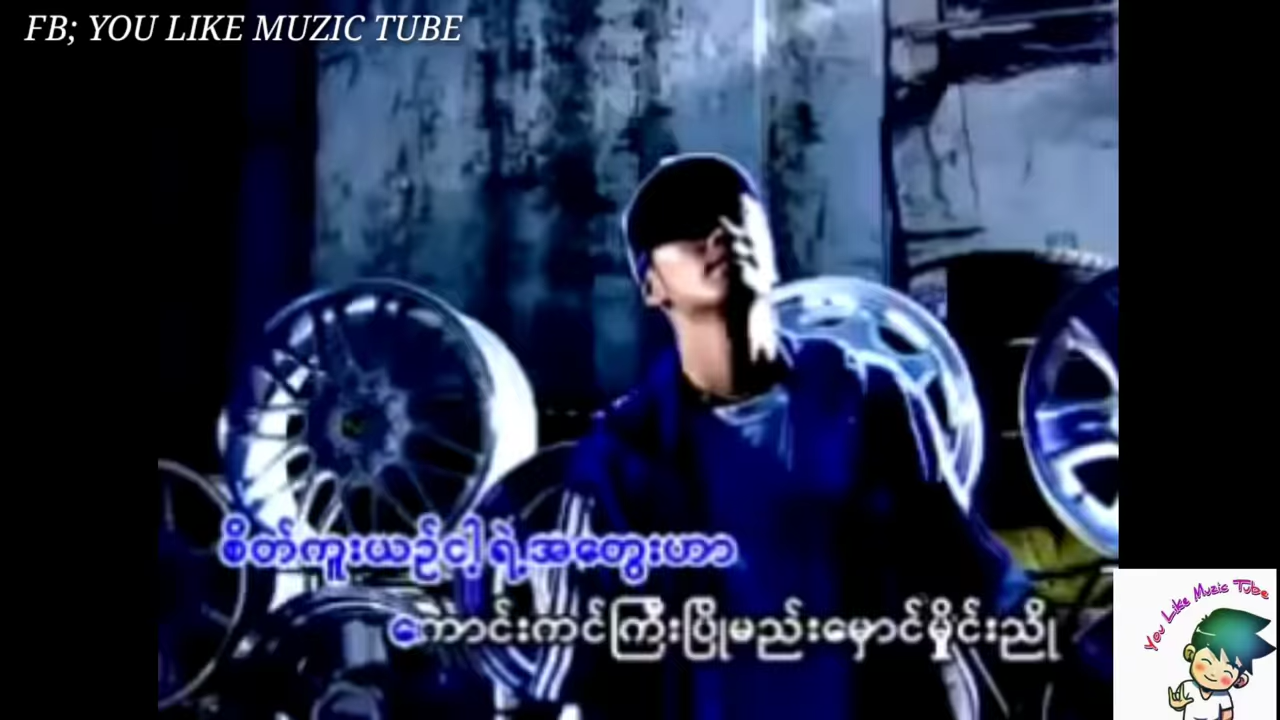 FB; YOU LIKE MUZIC TUBE
စိတ်ကူးယဉ်ငါ့ရဲ့အတွေးဟာ
ကောင်းကင်ကြီးပြိုမည်းမှောင်မှိုင်းညို့
You Like Muzic Tube